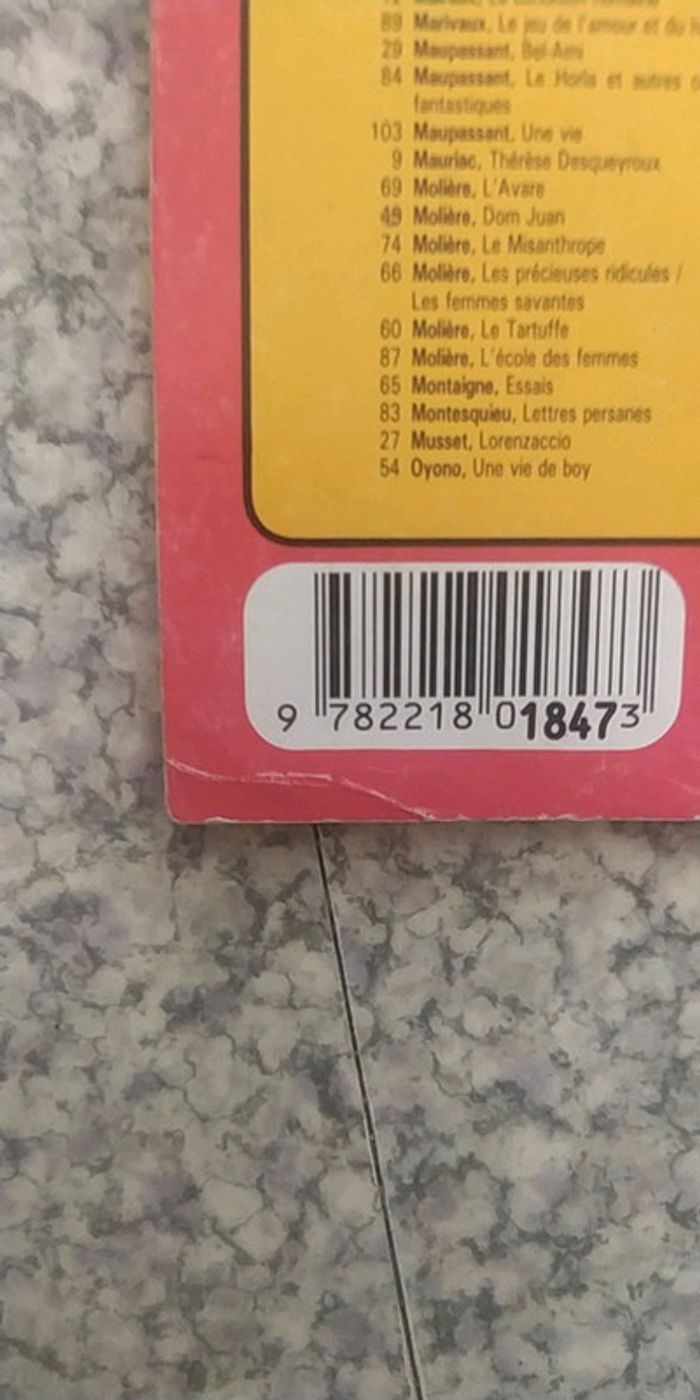 89 Marivaux, Le jeu de l'amour et du
29 Maupassant, Bel-Ami
84 Maupassant, Le Horla et autres
fantastiques
103 Maupassant, Une vie
9 Mauriac, Thérèse Desqueyroux
69 Molière, L'Avare
49 Molière, Dom Juan
74 Molière, Le Misanthrope
66 Molière, Les précieuses ridicules /
Les femmes savantes
60 Molière, Le Tartuffe
87 Molière, L'école des femmes
65 Montaigne, Essais
83 Montesquieu, Lettres persanes
27 Musset, Lorenzaccio
54 Oyono, Une vie de boy
9 782218 018473